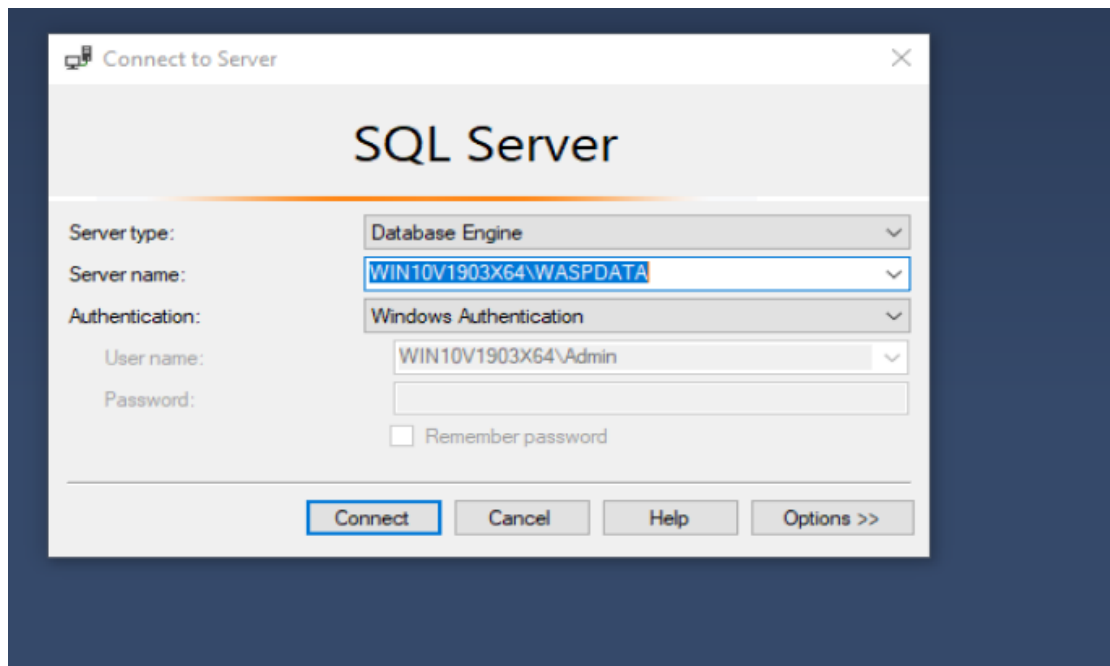 Connect to Server
SQL Server
Server type: Database Engine
Server name: WIN10V1903X64\WASPDATA
Authentication: Windows Authentication
User name: WIN10V1903X64\Admin
Password:
Remember password
Connect Cancel Help Options >>